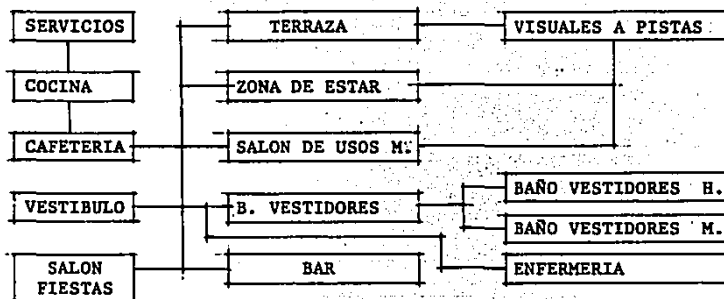 SERVICIOS
TERRAZA
VISUALES A PISTAS
COCINA
ZONA DE ESTAR
CAFETERIA
SALON DE USOS M.
VESTIBULO
B. VESTIDORES
BAÑO VESTIDORES H.
BAÑO VESTIDORES M.
SALON
FIESTAS
BAR
ENFERMERIA